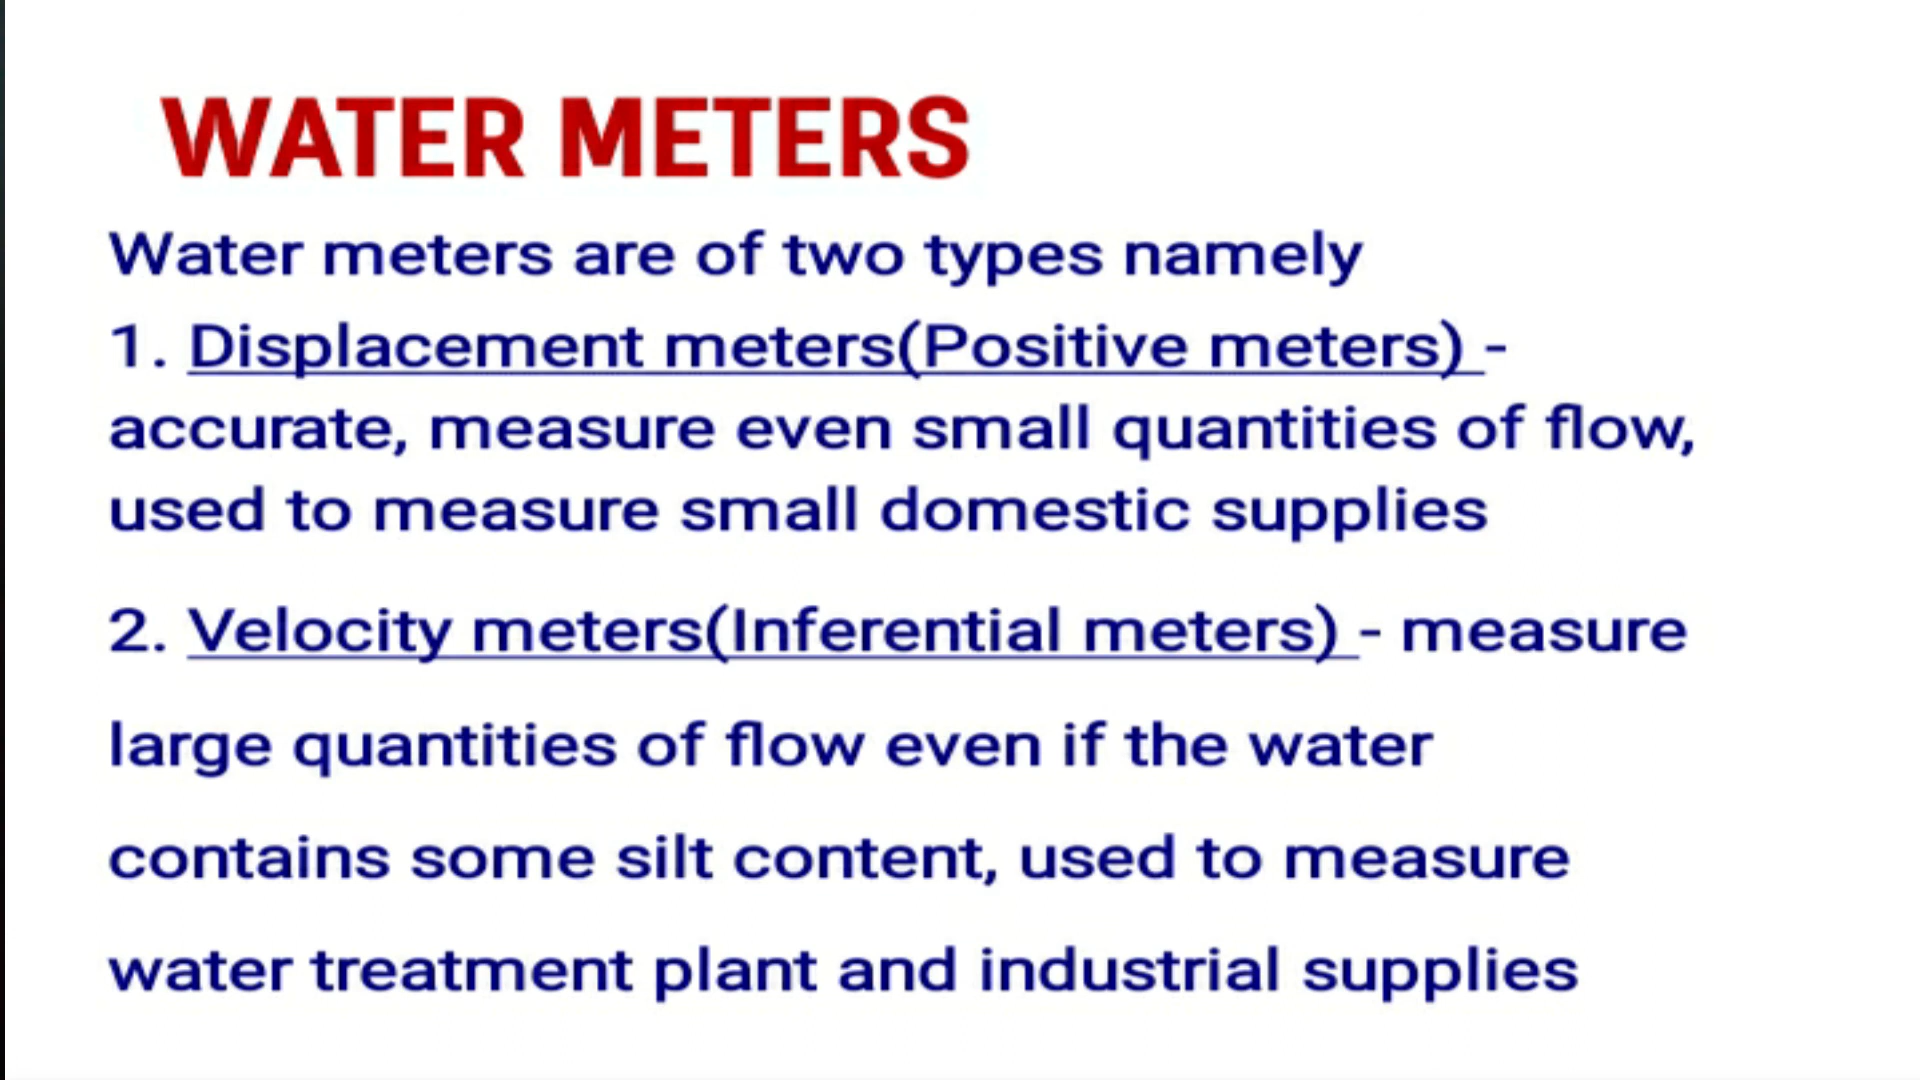 WATER METERS
Water meters are of two types namely
1. Displacement meters(Positive meters) -
accurate, measure even small quantities of flow,
used to measure small domestic supplies
2. Velocity meters(Inferential meters) - measure
large quantities of flow even if the water
contains some silt content, used to measure
water treatment plant and industrial supplies